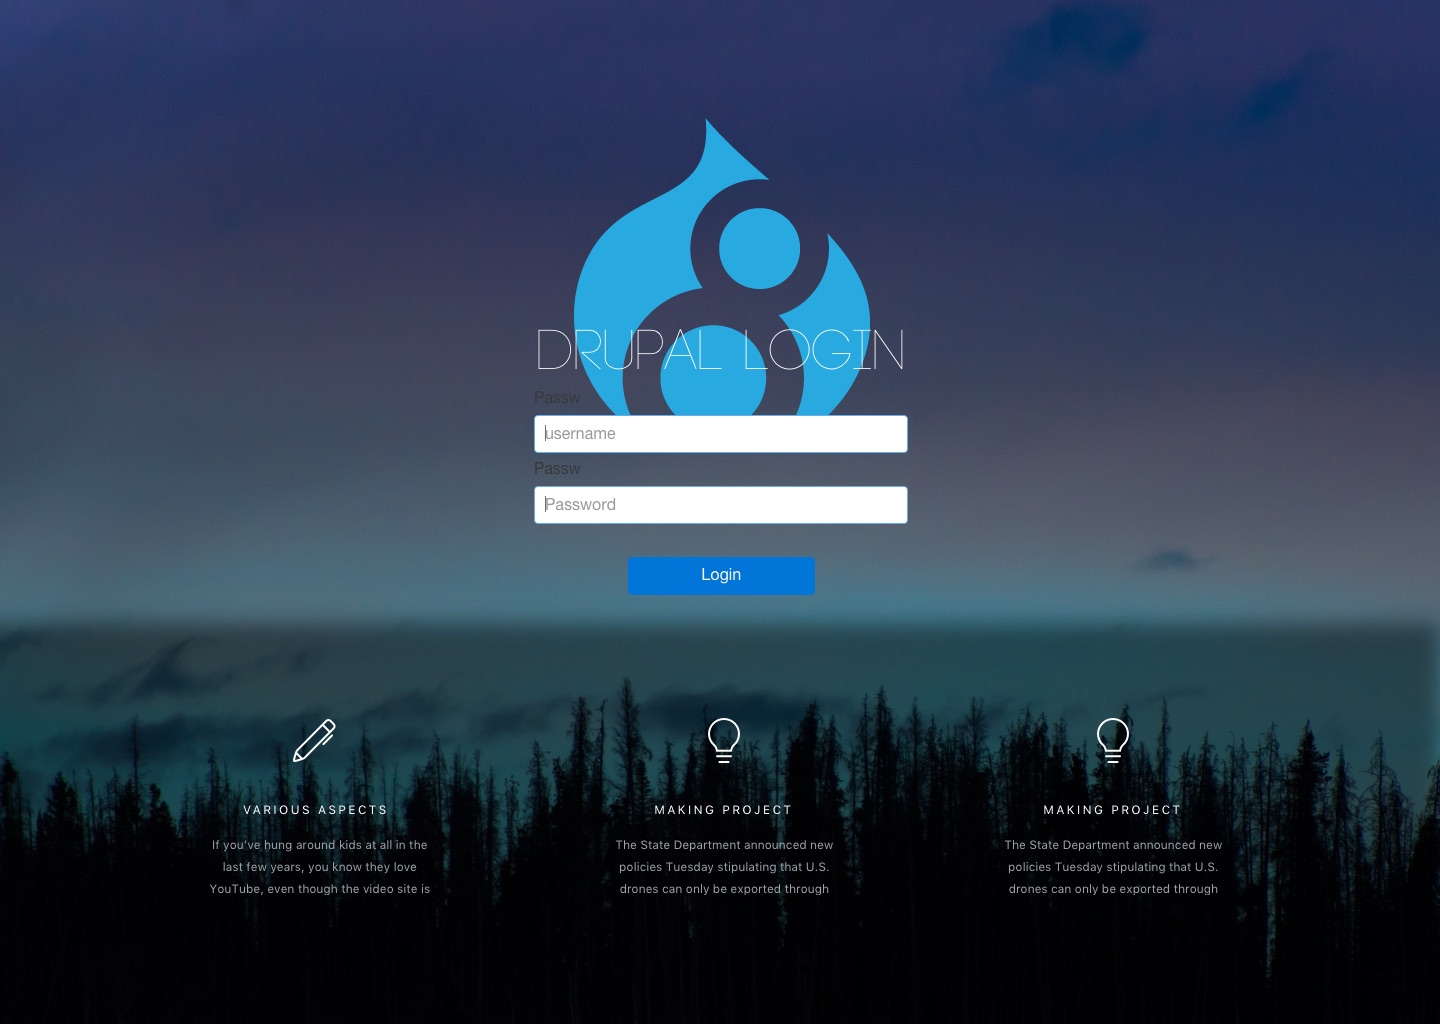 DRUPAL LOGIN
Passw
username
Passw
Password
Login
VARIOUS ASPECTS
If you've hung around kids at all in the
last few years, you know they love
YouTube, even though the video site is
MAKING PROJECT
The State Department announced new
policies Tuesday stipulating that U.S.
drones can only be exported through
MAKING PROJECT
The State Department announced new
policies Tuesday stipulating that U.S.
drones can only be exported through